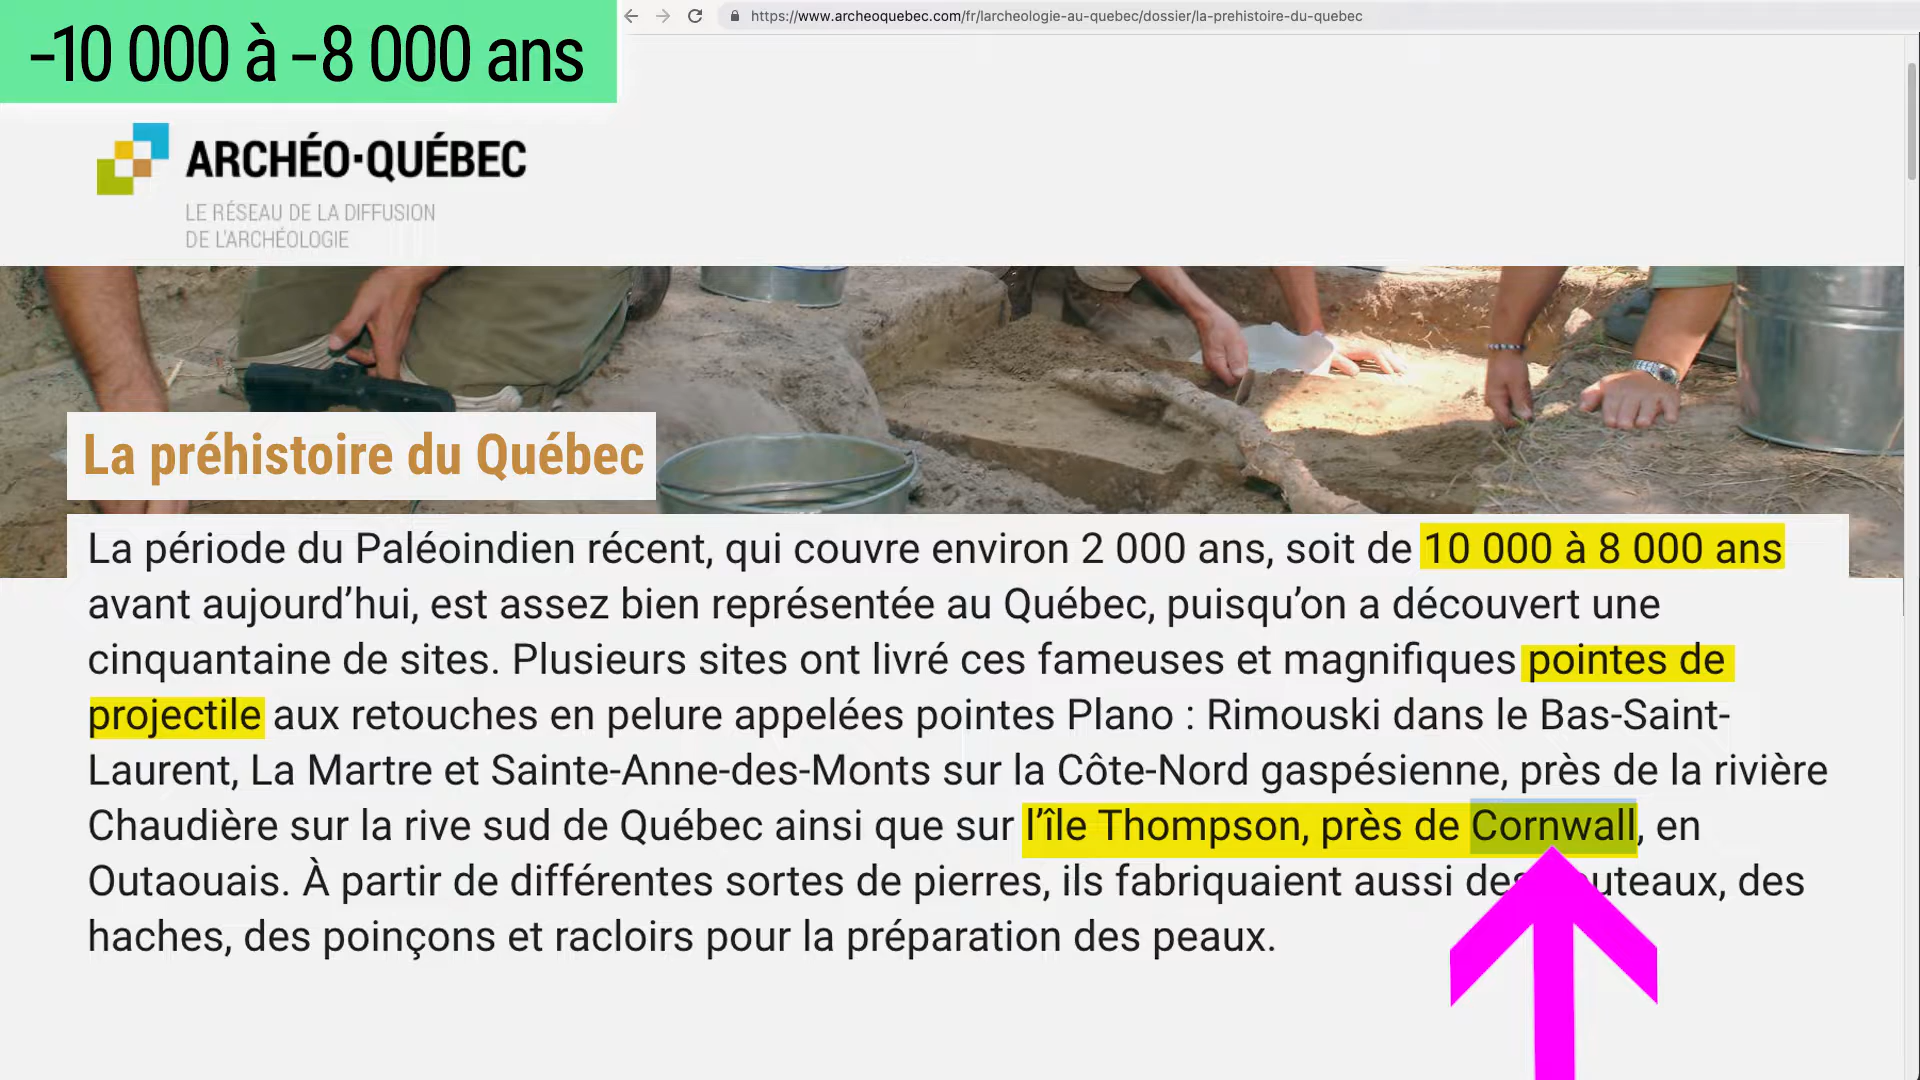 –10 000 à –8 000 ans
https://www.archeoquebec.com/fr/larcheologie-au-quebec/dossier/la-prehistoire-du-quebec
ARCHÉO·QUÉBEC
LE RÉSEAU DE LA DIFFUSION
DE L'ARCHÉOLOGIE
La préhistoire du Québec
La période du Paléoindien récent, qui couvre environ 2 000 ans, soit de 10 000 à 8 000 ans
avant aujourd’hui, est assez bien représentée au Québec, puisqu’on a découvert une
cinquantaine de sites. Plusieurs sites ont livré ces fameuses et magnifiques pointes de
projectile aux retouches en pelure appelées pointes Plano : Rimouski dans le Bas-Saint-
Laurent, La Martre et Sainte-Anne-des-Monts sur la Côte-Nord gaspésienne, près de la rivière
Chaudière sur la rive sud de Québec ainsi que sur l’île Thompson, près de Cornwall, en
Outaouais. À partir de différentes sortes de pierres, ils fabriquaient aussi des, des
haches, des poinçons et racloirs pour la préparation des peaux.